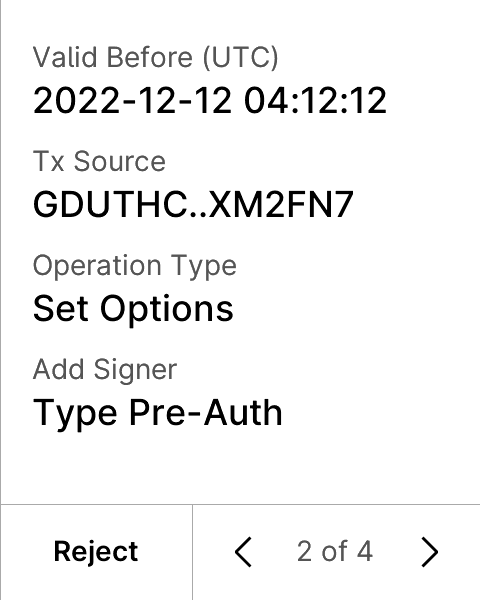 Valid Before (UTC)
2022-12-12 04:12:12
Tx Source
GDUTHC..XM2FN7
Operation Type
Set Options
Add Signer
Type Pre-Auth
Reject
2 of 4